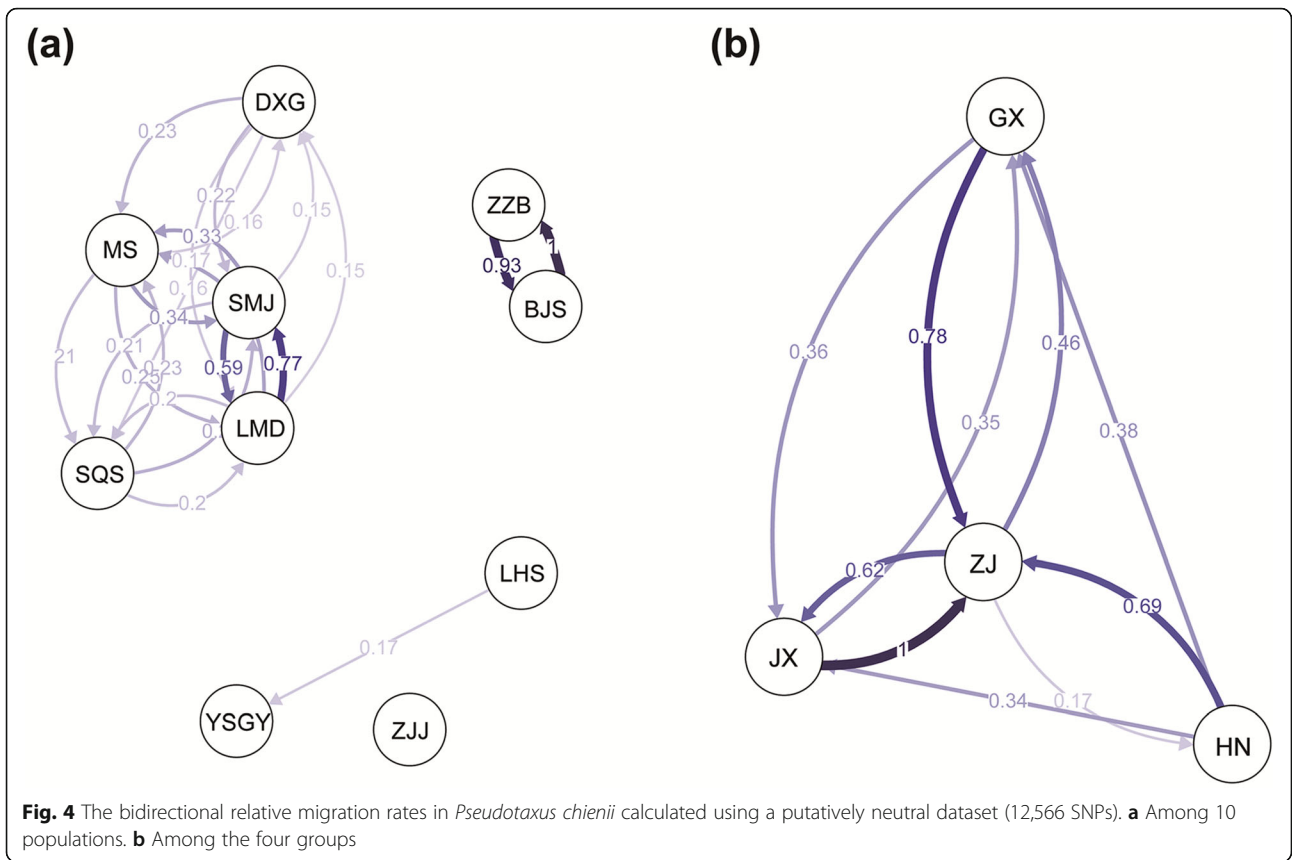 (a)
(b)
DXG
GX
0.23
ZZB
0.22
0.15
0.16
MS
0.33
0.15
0.17
0.93
1
0.16
SMJ
BJS
0.34
0.78
0.46
0.36
21
0.21
0.23
0.59
0.77
0.25
0.2
0.35
0.38
LMD
SQS
0.2
LHS
ZJ
0.62
0.69
0.17
JX
1
0.34
0.17
YSGY
ZJJ
HN
Fig. 4 The bidirectional relative migration rates in Pseudotaxus chienii calculated using a putatively neutral dataset (12,566 SNPs). a Among 10
populations. b Among the four groups